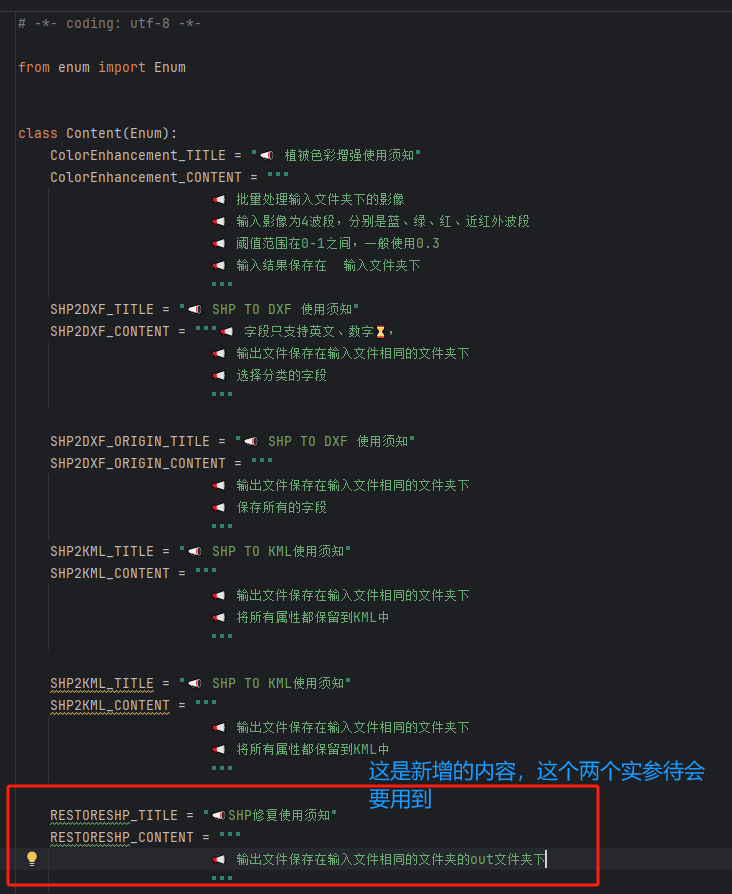 # -*- coding: utf-8 -*-
from enum import Enum
class Content(Enum):
ColorEnhancement_TITLE = "📢 植被色彩增强使用须知"
ColorEnhancement_CONTENT = """
📢 批量处理输入文件夹下的影像
📢 输入影像为4波段，分别是蓝、绿、红、近红外波段
📢 阈值范围在0-1之间，一般使用0.3
📢 输入结果保存在  输入文件夹下
"""
SHP2DXF_TITLE = "📢 SHP TO DXF 使用须知"
SHP2DXF_CONTENT = """📢 字段只支持英文、数字⏳，
📢 输出文件保存在输入文件相同的文件夹下
📢 选择分类的字段
"""
SHP2DXF_ORIGIN_TITLE = "📢 SHP TO DXF 使用须知"
SHP2DXF_ORIGIN_CONTENT = """
📢 输出文件保存在输入文件相同的文件夹下
📢 保存所有的字段
"""
SHP2KML_TITLE = "📢 SHP TO KML使用须知"
SHP2KML_CONTENT = """
📢 输出文件保存在输入文件相同的文件夹下
📢 将所有属性都保留到KML中
"""
SHP2KML_TITLE = "📢 SHP TO KML使用须知"
SHP2KML_CONTENT = """
📢 输出文件保存在输入文件相同的文件夹下
📢 将所有属性都保留到KML中
"""
这是新增的内容，这个两个实参待会
要用到
RESTORESHP_TITLE = "📢SHP修复使用须知"
RESTORESHP_CONTENT = """
📢 输出文件保存在输入文件相同的文件夹的out文件夹下
"""